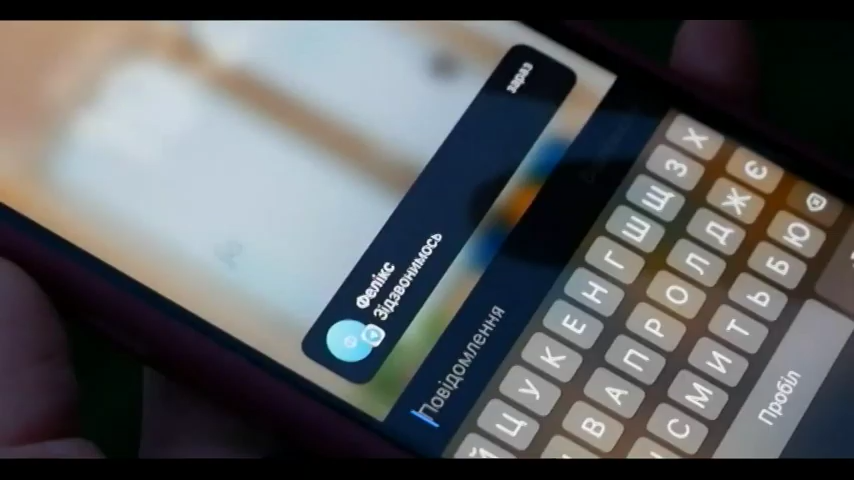 зараз
Фелікс
Зідзвонимось
Повідомлення
Й Ц У К Е Н Г Ш Щ З Х
В А П Р О Л Д Ж Є
С М И Т Ь Б Ю
Пробіл